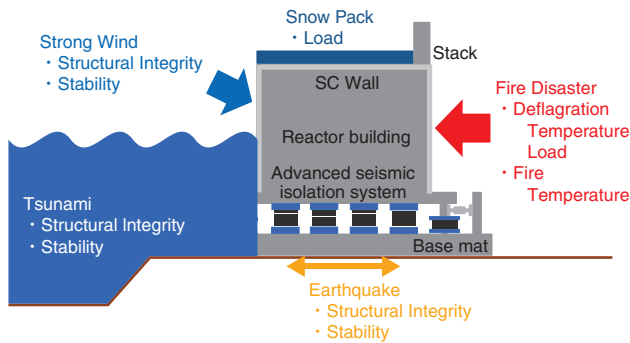 Snow Pack
・Load
Stack
Strong Wind
・Structural Integrity
・Stability
SC Wall
Fire Disaster
・Deflagration
Temperature
Load
・Fire
Temperature
Reactor building
Advanced seismic
isolation system
Tsunami
・Structural Integrity
・Stability
Base mat
Earthquake
・Structural Integrity
・Stability